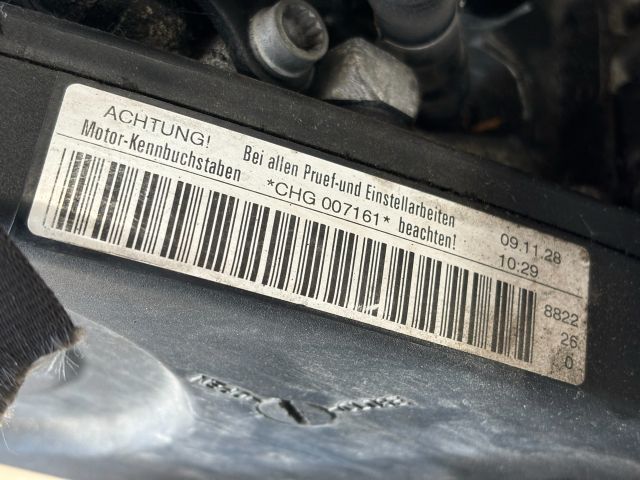 ACHTUNG! Bei allen Pruef-und Einstellarbeiten 09.11.28
Motor-Kennbuchstaben *CHG 007161* beachten! 10:29
8822
26
0